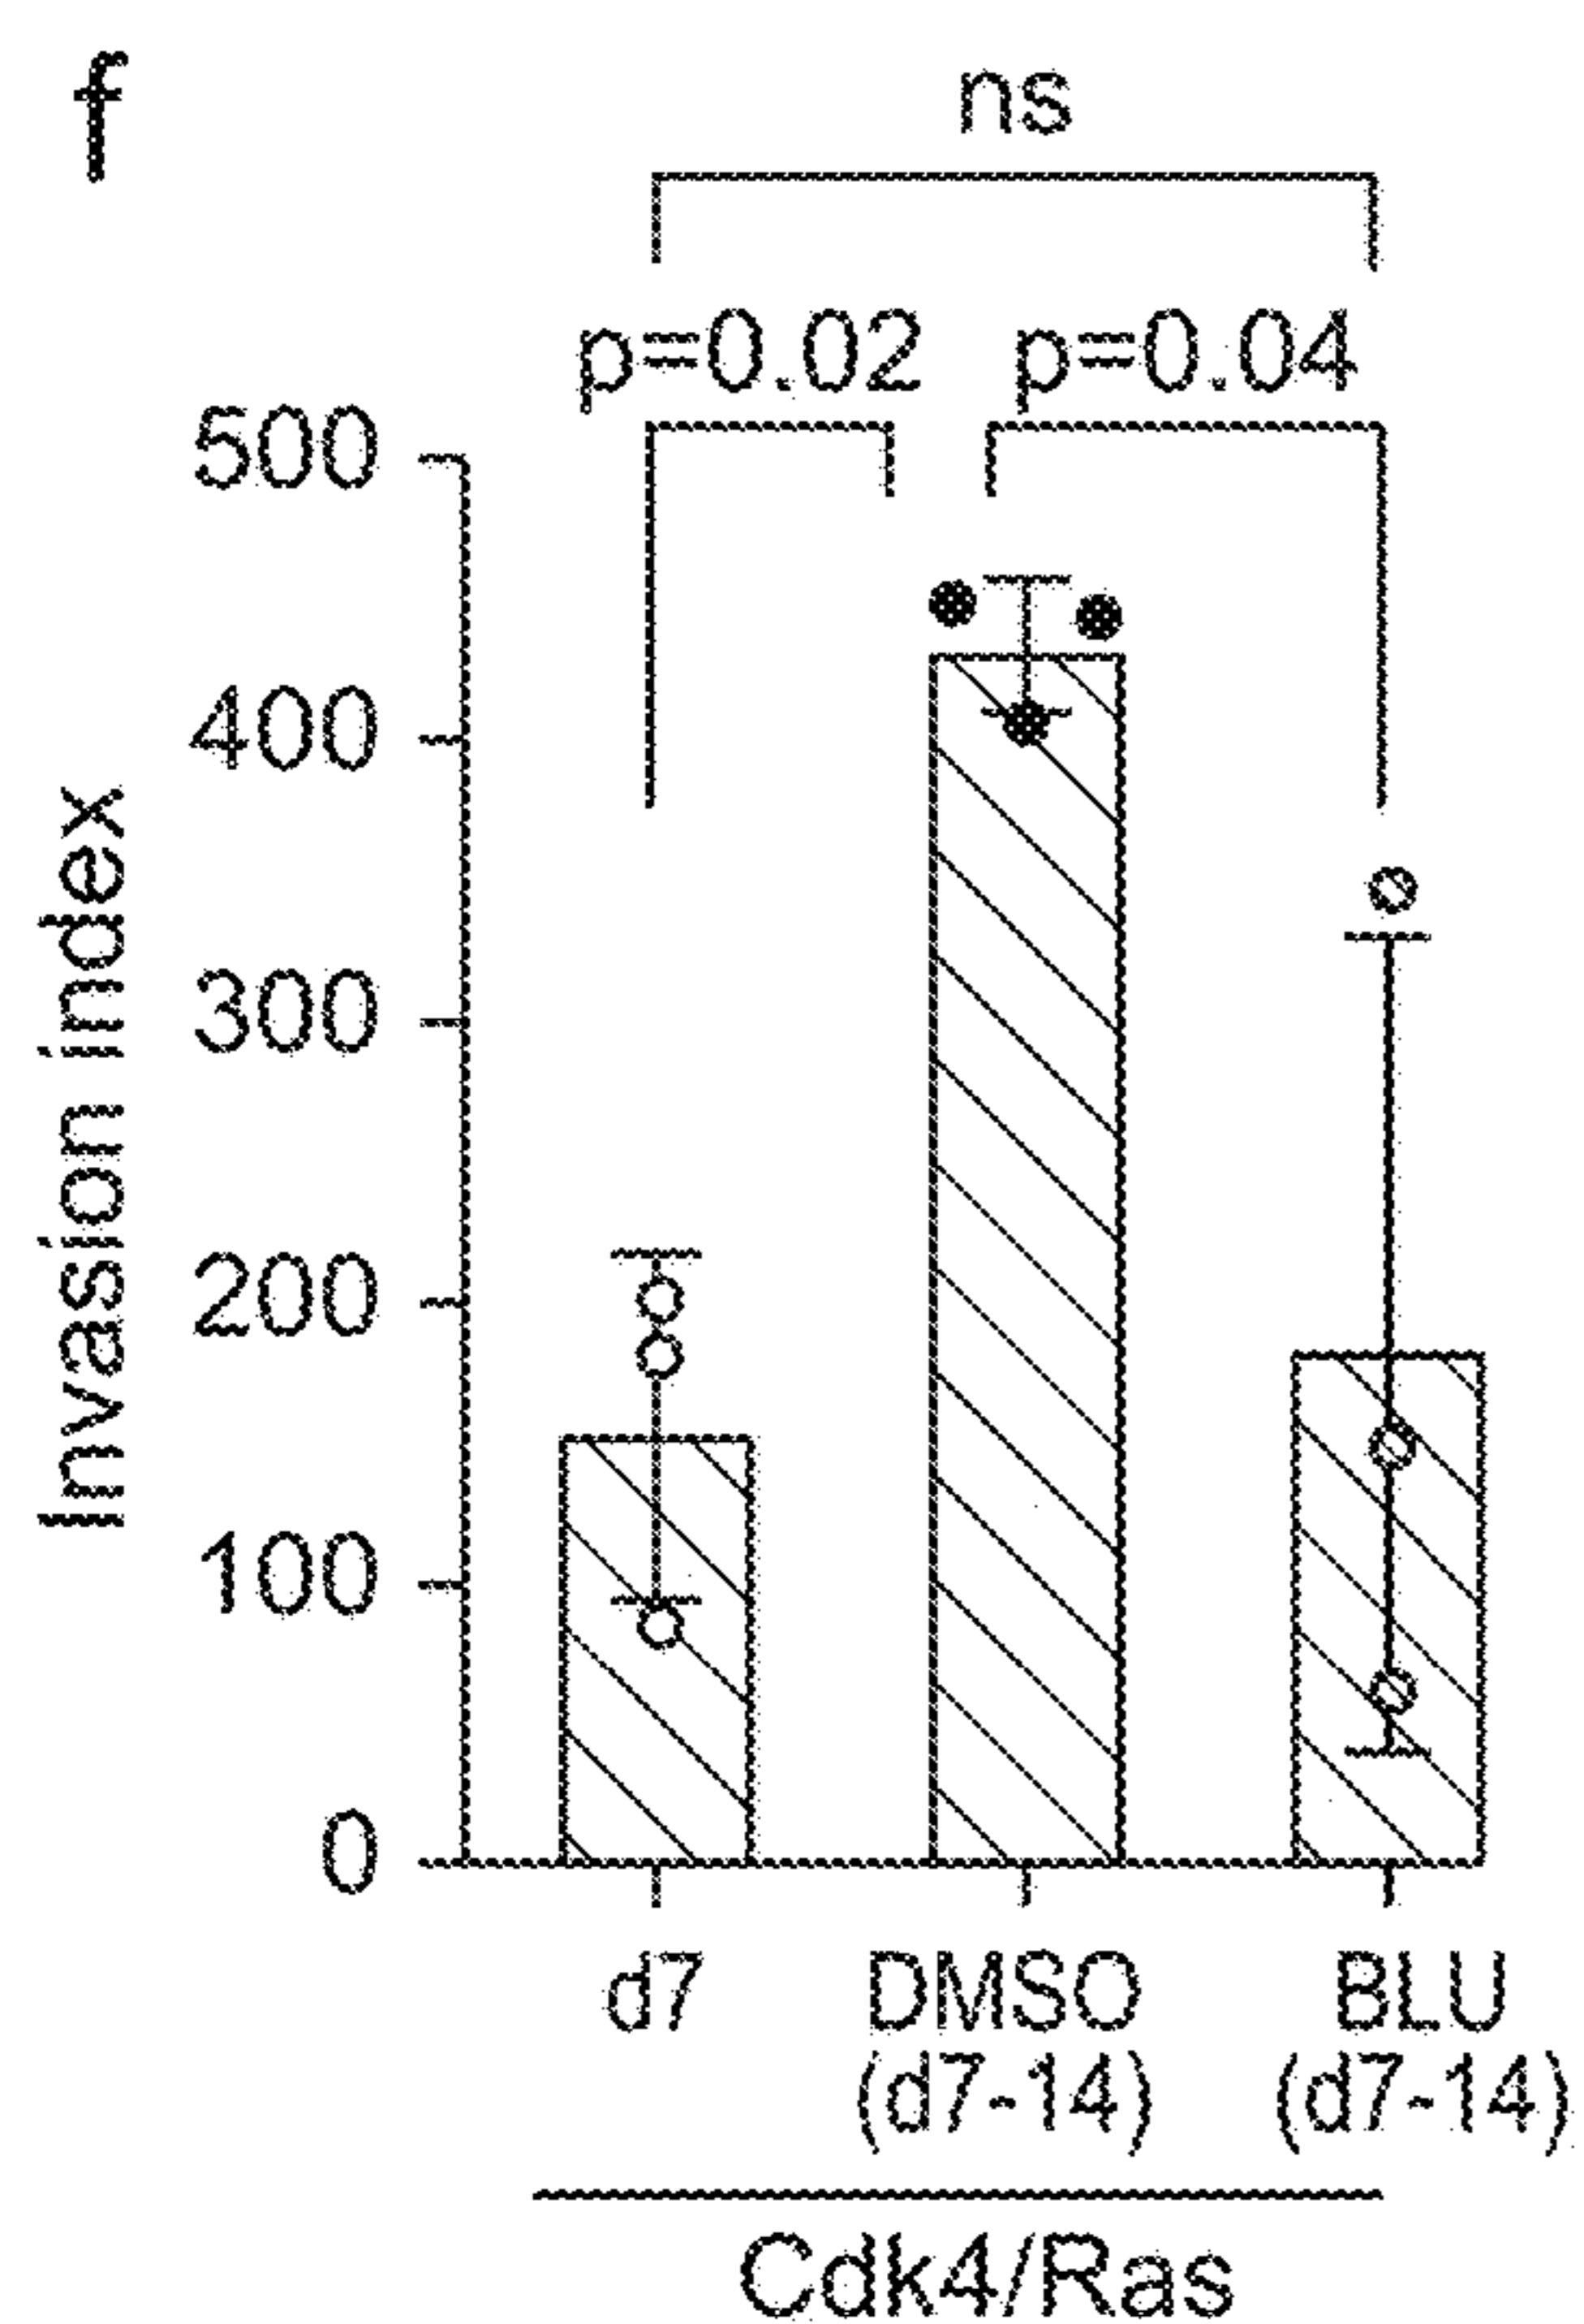 f
ns
p=0.02 p=0.04
500
400
300
200
100
0
Invasion index
d7 DMSO BLU
(d7-14) (d7-14)
Cdk4/Ras